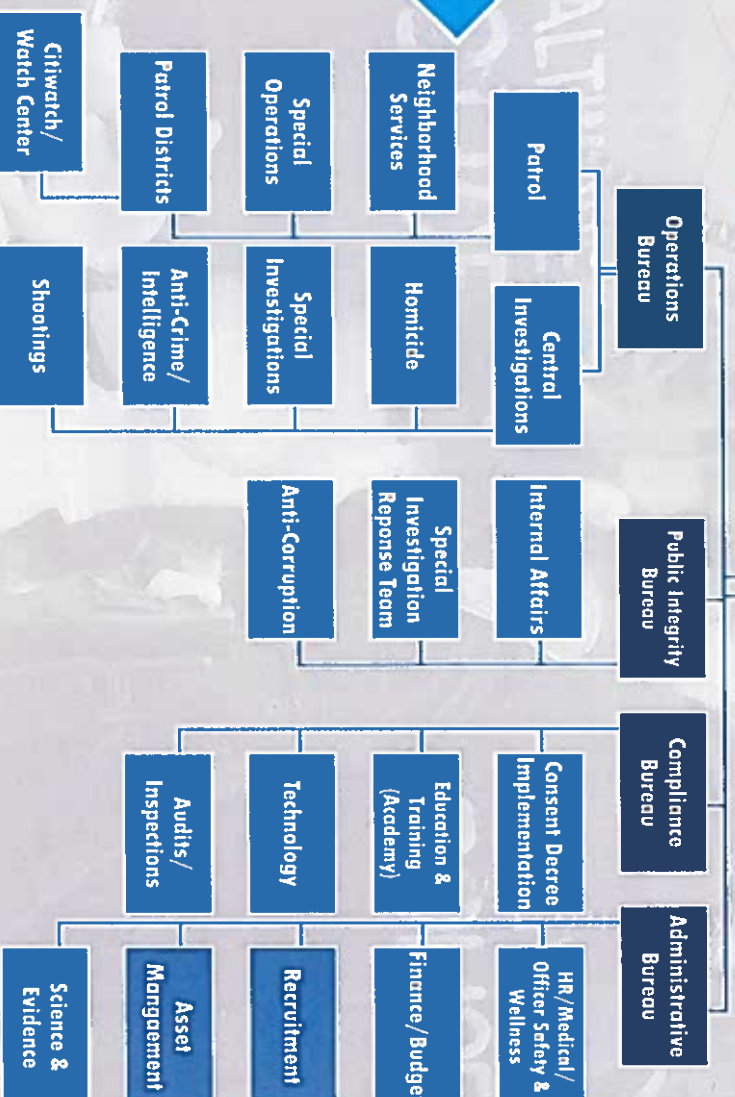 Operations
Bureau
Public Integrity
Bureau
Compliance
Bureau
Administrative
Bureau
Patrol
Central
Investigations
Neighborhood
Services
Special
Operations
Patrol Districts
Citiwatch/
Watch Center
Homicide
Special
Investigations
Anti-Crime/
Intelligence
Shootings
Internal Affairs
Special
Investigation
Reponse Team
Anti-Corruption
Consent Decree
Implementation
Education &
Training
(Academy)
Technology
Audits/
Inspections
HR/Medical/
Officer Safety &
Wellness
Finance/Budge
Recruitment
Asset
Mangaement
Science &
Evidence